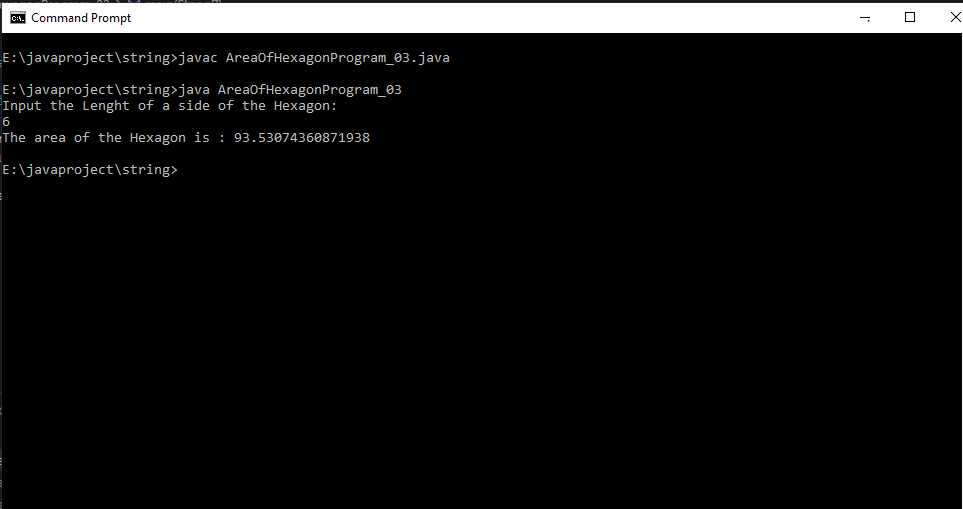 Command Prompt
E:\javaproject\string>javac AreaOfHexagonProgram_03.java
E:\javaproject\string>java AreaOfHexagonProgram_03
Input the Lenght of a side of the Hexagon:
6
The area of the Hexagon is : 93.53074360871938
E:\javaproject\string>